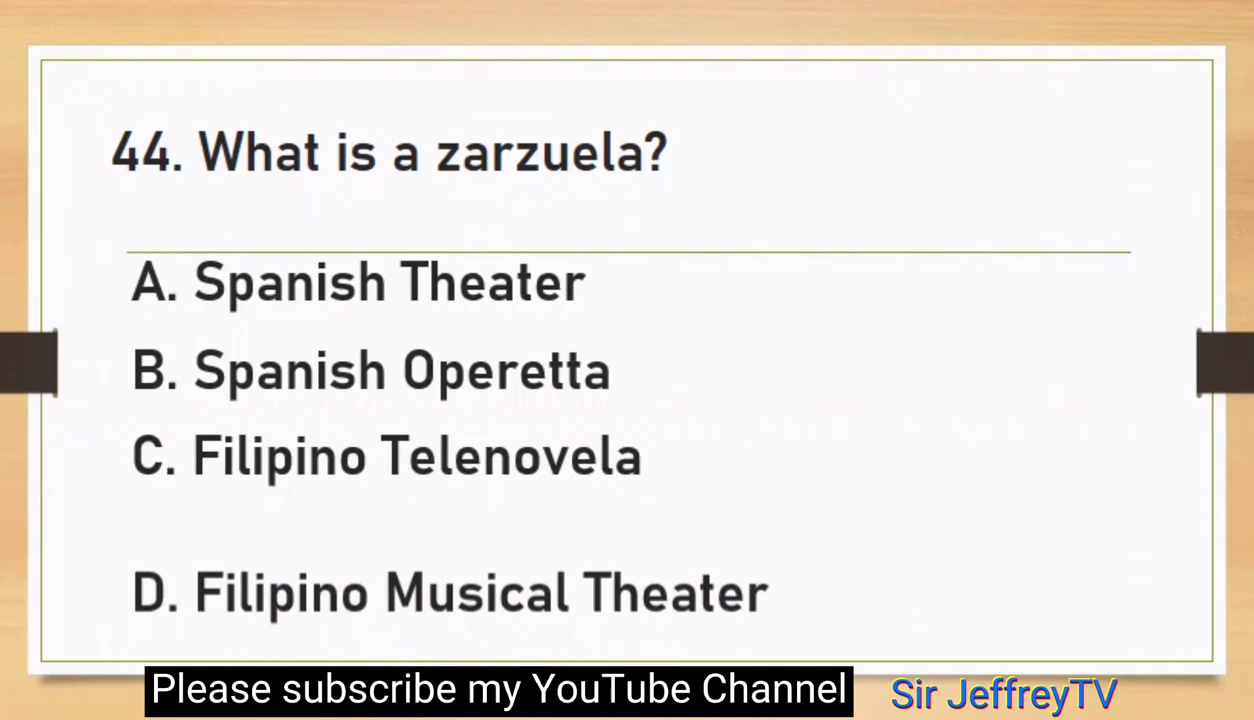 44. What is a zarzuela?
A. Spanish Theater
B. Spanish Operetta
C. Filipino Telenovela
D. Filipino Musical Theater
Please subscribe my YouTube Channel
Sir JeffreyTV